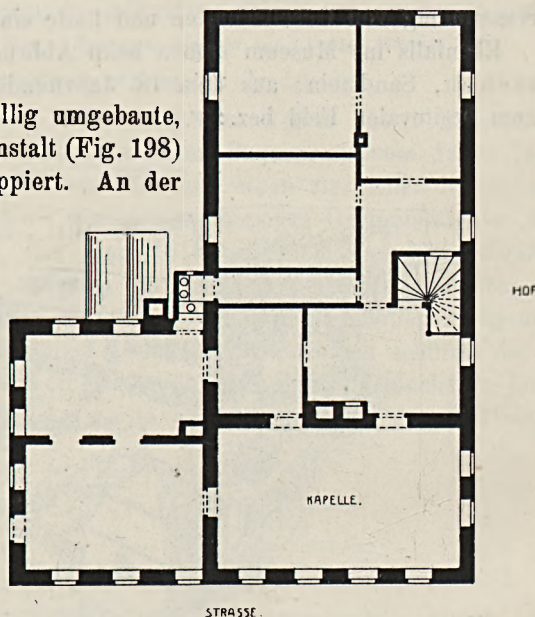 llig umgebaute,
nstalt (Fig. 198)
ppiert. An der
HOF
KAPELLE.
STRASSE.